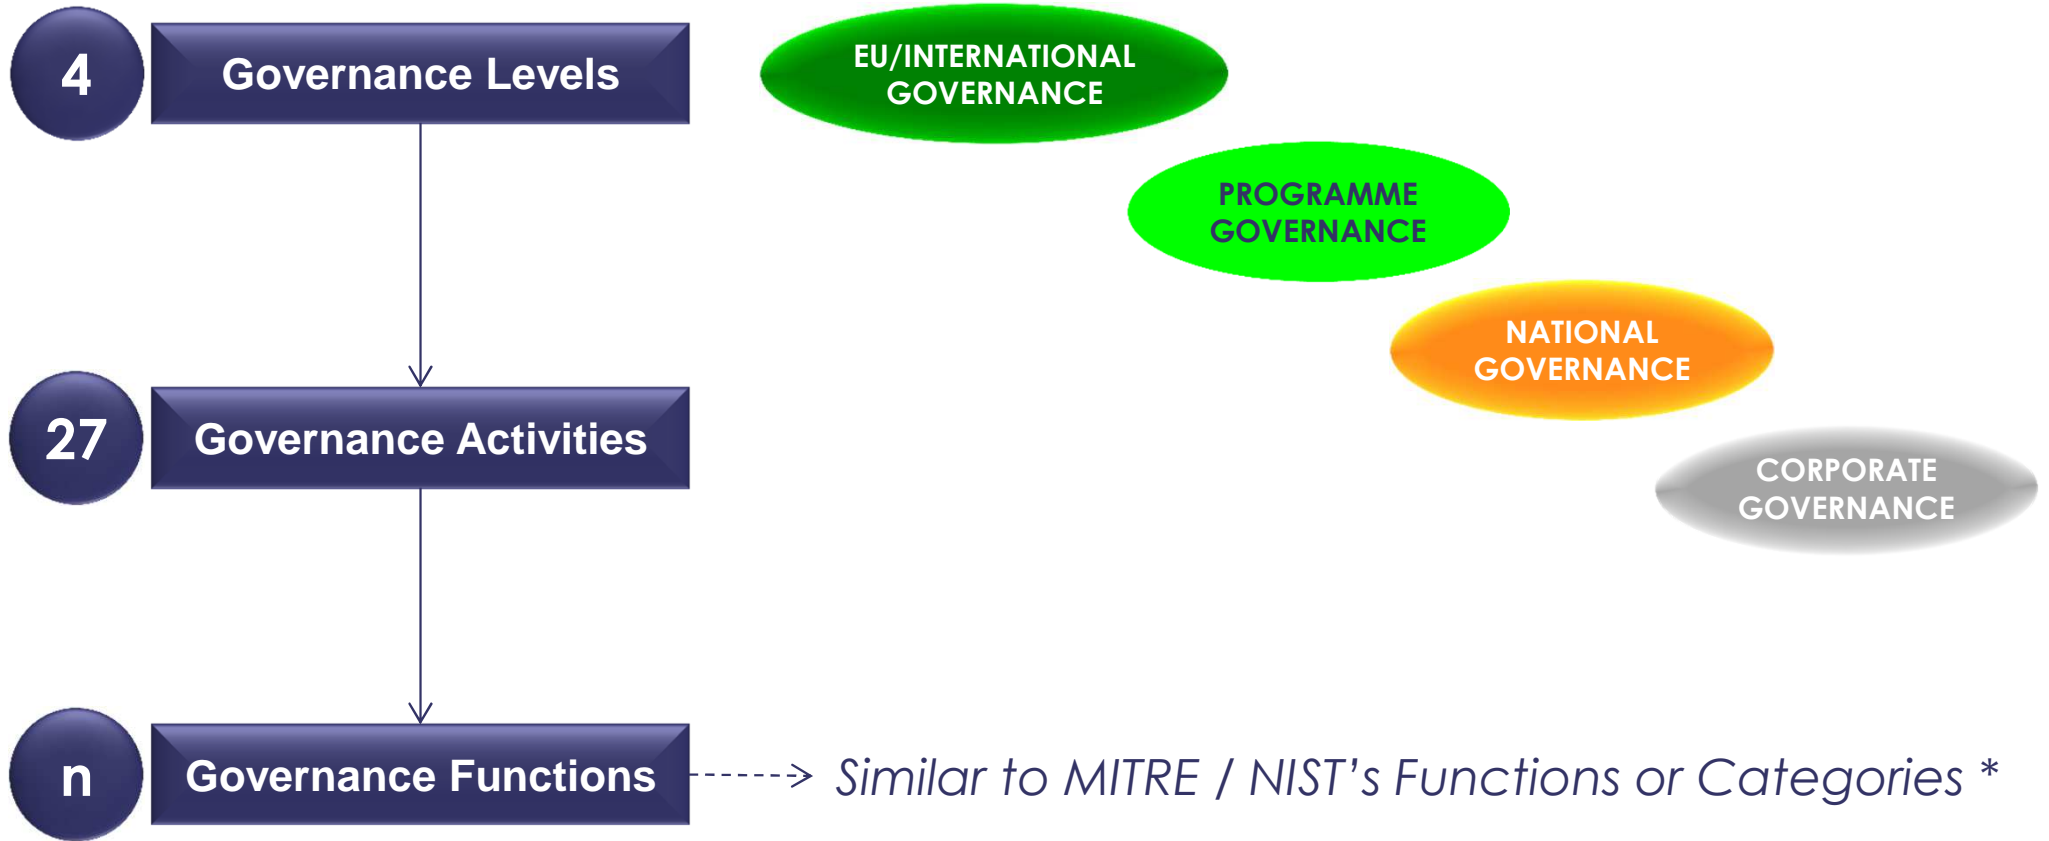 4
Governance Levels
EU/INTERNATIONAL
GOVERNANCE
PROGRAMME
GOVERNANCE
NATIONAL
GOVERNANCE
27
Governance Activities
CORPORATE
GOVERNANCE
n
Governance Functions
Similar to MITRE / NIST’s Functions or Categories *